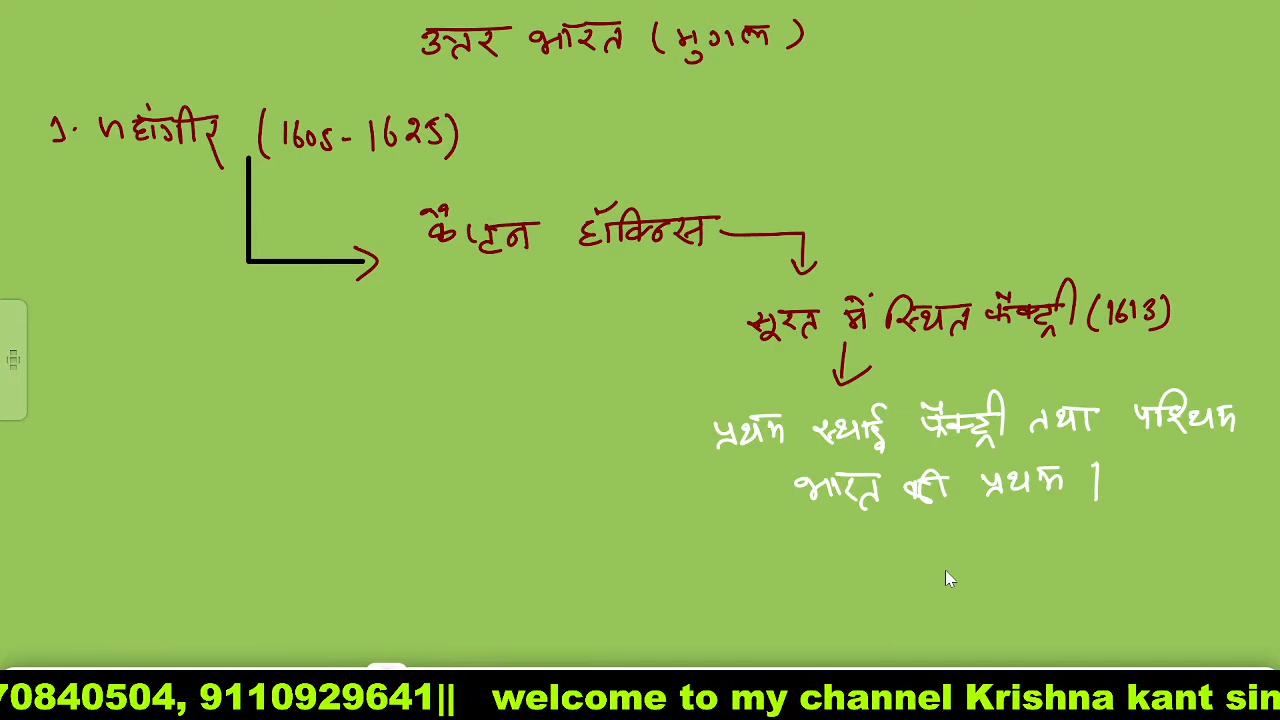 उत्तर भारत (मुगल)
1. जहांगीर (1605-1625)
कैप्टन हॉकिन्स
सूरत में स्थित फैक्ट्री (1613)
प्रथम स्थाई फैक्ट्री तथा पश्चिम
भारत की प्रथम।
70840504, 9110929641|| welcome to my channel Krishna kant sin